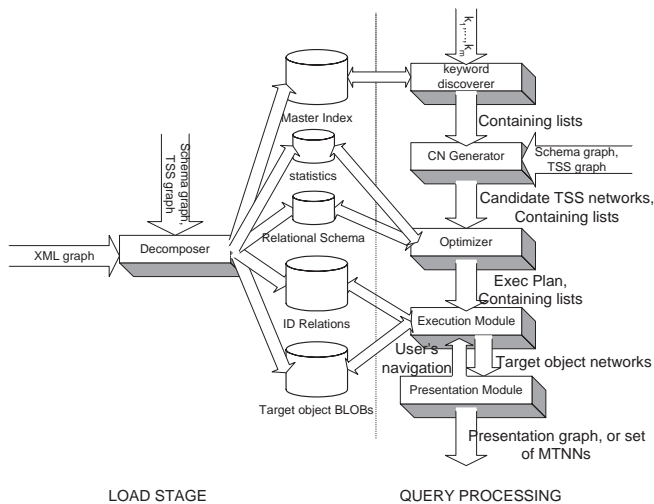 k1,...,km
keyword
discoverer
Master Index
Containing lists
Schema graph,
TSS graph
CN Generator
Schema graph,
TSS graph
statistics
Candidate TSS networks,
Containing lists
Relational Schema
XML graph
Decomposer
Optimizer
Exec Plan,
Containing lists
ID Relations
Execution Module
User's
navigation
Target object networks
Presentation Module
Target object BLOBs
Presentation graph, or set
of MTNNs
LOAD STAGE
QUERY PROCESSING